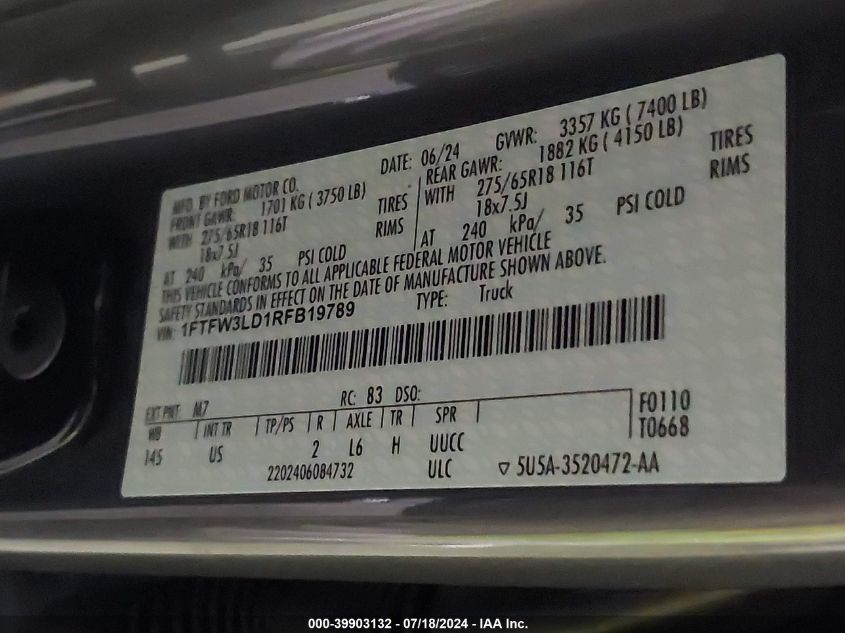 MFD. BY FORD MOTOR CO.
DATE: 06/24
GVWR: 3357 KG ( 7400 LB)
FRONT GAWR: 1701 KG ( 3750 LB)
REAR GAWR: 1882 KG ( 4150 LB)
WITH 275/65R18 116T TIRES
WITH 275/65R18 116T TIRES
18x7.5J RIMS
18x7.5J RIMS
AT 240 kPa/ 35 PSI COLD
AT 240 kPa/ 35 PSI COLD
THIS VEHICLE CONFORMS TO ALL APPLICABLE FEDERAL MOTOR VEHICLE
SAFETY STANDARDS IN EFFECT ON THE DATE OF MANUFACTURE SHOWN ABOVE.
VIN: 1FTFW3LD1RFB19789
TYPE: Truck
EXT PNT: M7 RC: 83 DSO:
WB INT TR TP/PS R AXLE TR SPR
F0110
145 US 2 L6 H UUCC
T0668
2202406084732 ULC ▽ 5U5A-3520472-AA
000-39903132 - 07/18/2024 - IAA Inc.